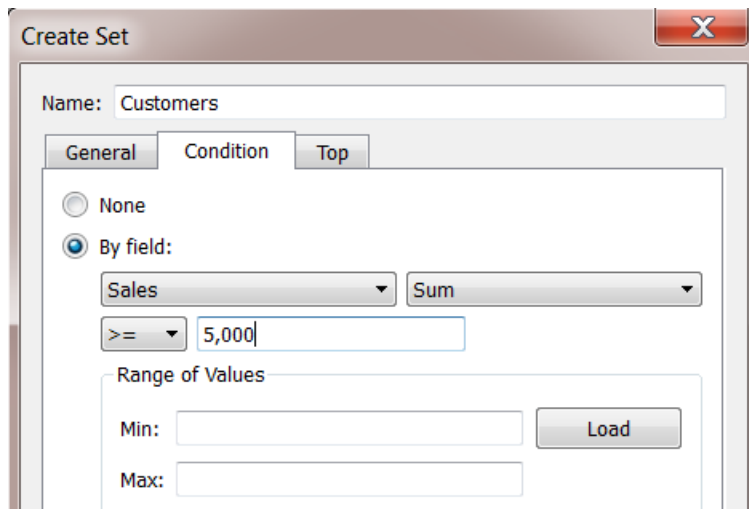 Create Set
Name: Customers
General Condition Top
None
By field:
Sales Sum
>= 5,000
Range of Values
Min: Load
Max: